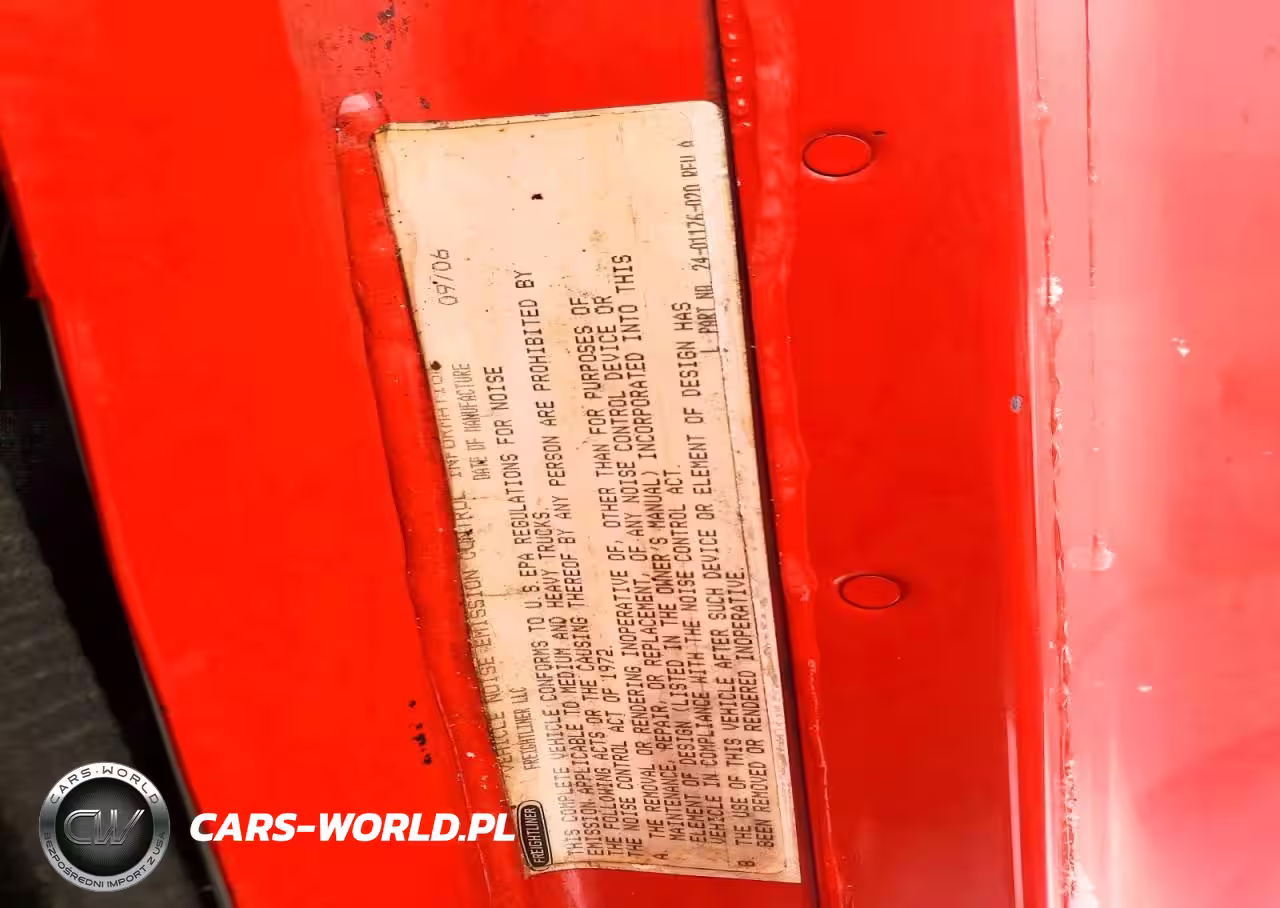 VEHICLE NOISE EMISSION CONTROL INFORMATION
FREIGHTLINER
FREIGHTLINER LLC
DATE OF MANUFACTURE 09/06
THIS COMPLETE VEHICLE CONFORMS TO U.S. EPA REGULATIONS FOR NOISE
EMISSION APPLICABLE TO MEDIUM AND HEAVY TRUCKS.
THE FOLLOWING ACTS OR THE CAUSING THEREOF BY ANY PERSON ARE PROHIBITED BY
THE NOISE CONTROL ACT OF 1972.
A. THE REMOVAL OR RENDERING INOPERATIVE OF, OTHER THAN FOR PURPOSES OF
MAINTENANCE, REPAIR, OR REPLACEMENT, OF ANY NOISE CONTROL DEVICE OR
ELEMENT OF DESIGN (LISTED IN THE OWNER'S MANUAL) INCORPORATED INTO THIS
VEHICLE IN COMPLIANCE WITH THE NOISE CONTROL ACT.
B. THE USE OF THIS VEHICLE AFTER SUCH DEVICE OR ELEMENT OF DESIGN HAS
BEEN REMOVED OR RENDERED INOPERATIVE.
PART NO 24-01176-020 REV A
CARS-WORLD
CW
BEZPOŚREDNI IMPORT Z USA
CARS-WORLD.PL